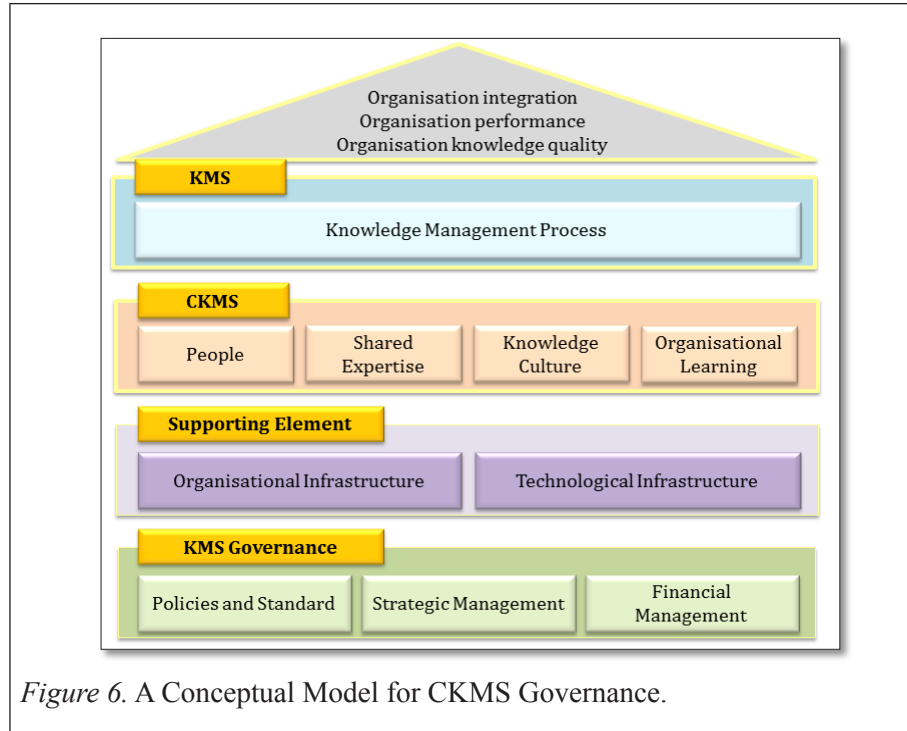 Organisation integration
Organisation performance
Organisation knowledge quality
KMS
Knowledge Management Process
CKMS
People
Shared
Expertise
Knowledge
Culture
Organisational
Learning
Supporting Element
Organisational Infrastructure
Technological Infrastructure
KMS Governance
Policies and Standard
Strategic Management
Financial
Management
Figure 6. A Conceptual Model for CKMS Governance.